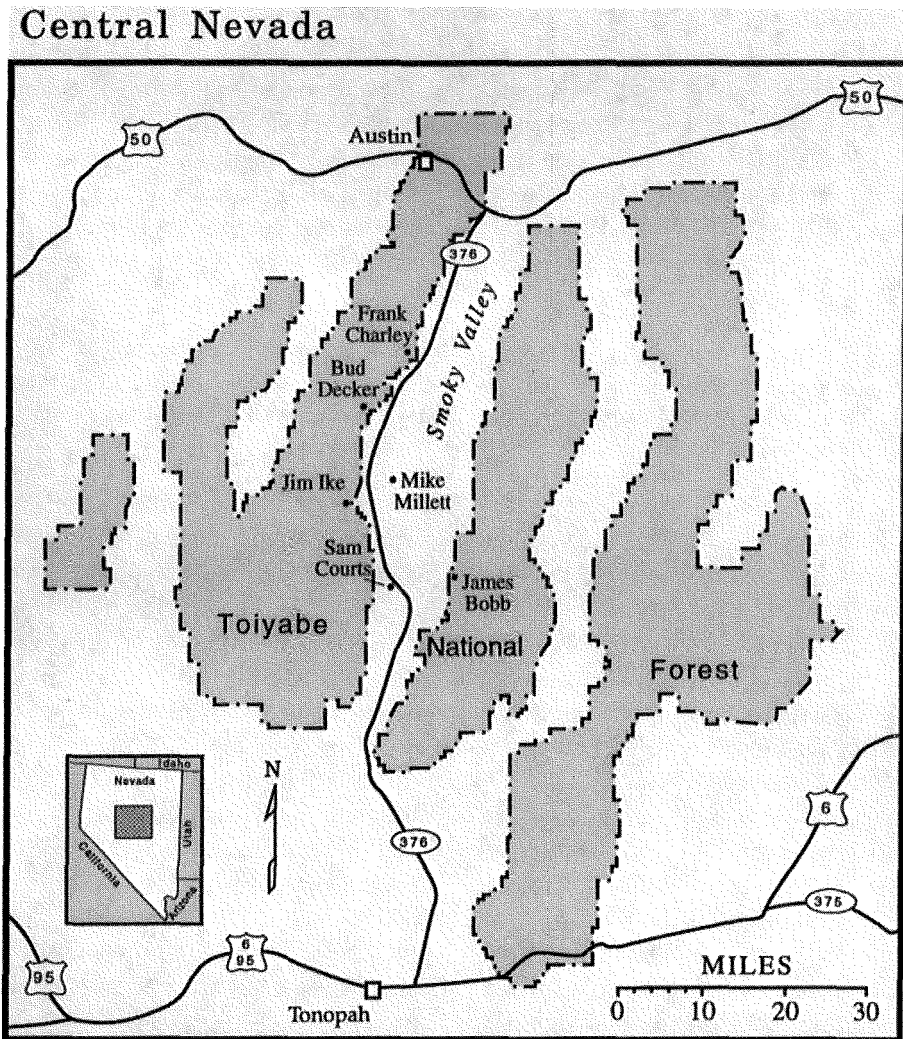 Central Nevada
50
50
Austin
376
Smoky Valley
Frank
Charley
Bud
Decker
Jim Ike
Mike
Millett
Sam
Courts
James
Bobb
Toiyabe
National
Forest
Idaho
Nevada
Utah
California
Arizona
N
376
6
375
6
95
95
Tonopah
MILES
0 10 20 30